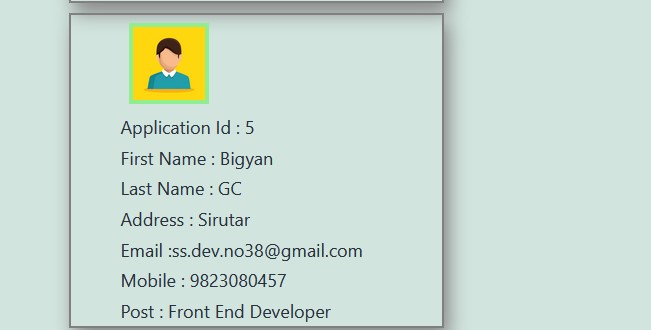 Application Id : 5
First Name : Bigyan
Last Name : GC
Address : Sirutar
Email :ss.dev.no38@gmail.com
Mobile : 9823080457
Post : Front End Developer